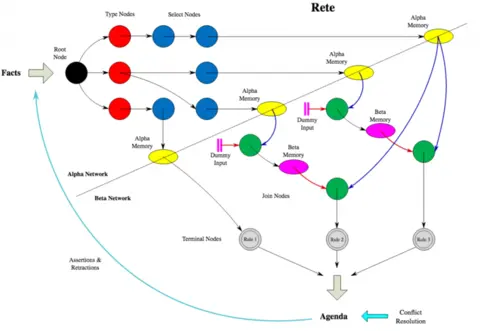 Rete
Type Nodes
Select Nodes
Root
Node
Facts
Alpha
Memory
Alpha
Memory
Alpha
Memory
Dummy
Input
Beta
Memory
Alpha
Memory
Dummy
Input
Beta
Memory
Alpha Network
Beta Network
Join Nodes
Terminal Nodes
Rule 1
Rule 2
Rule 3
Assertions &
Retractions
Agenda
Conflict
Resolution